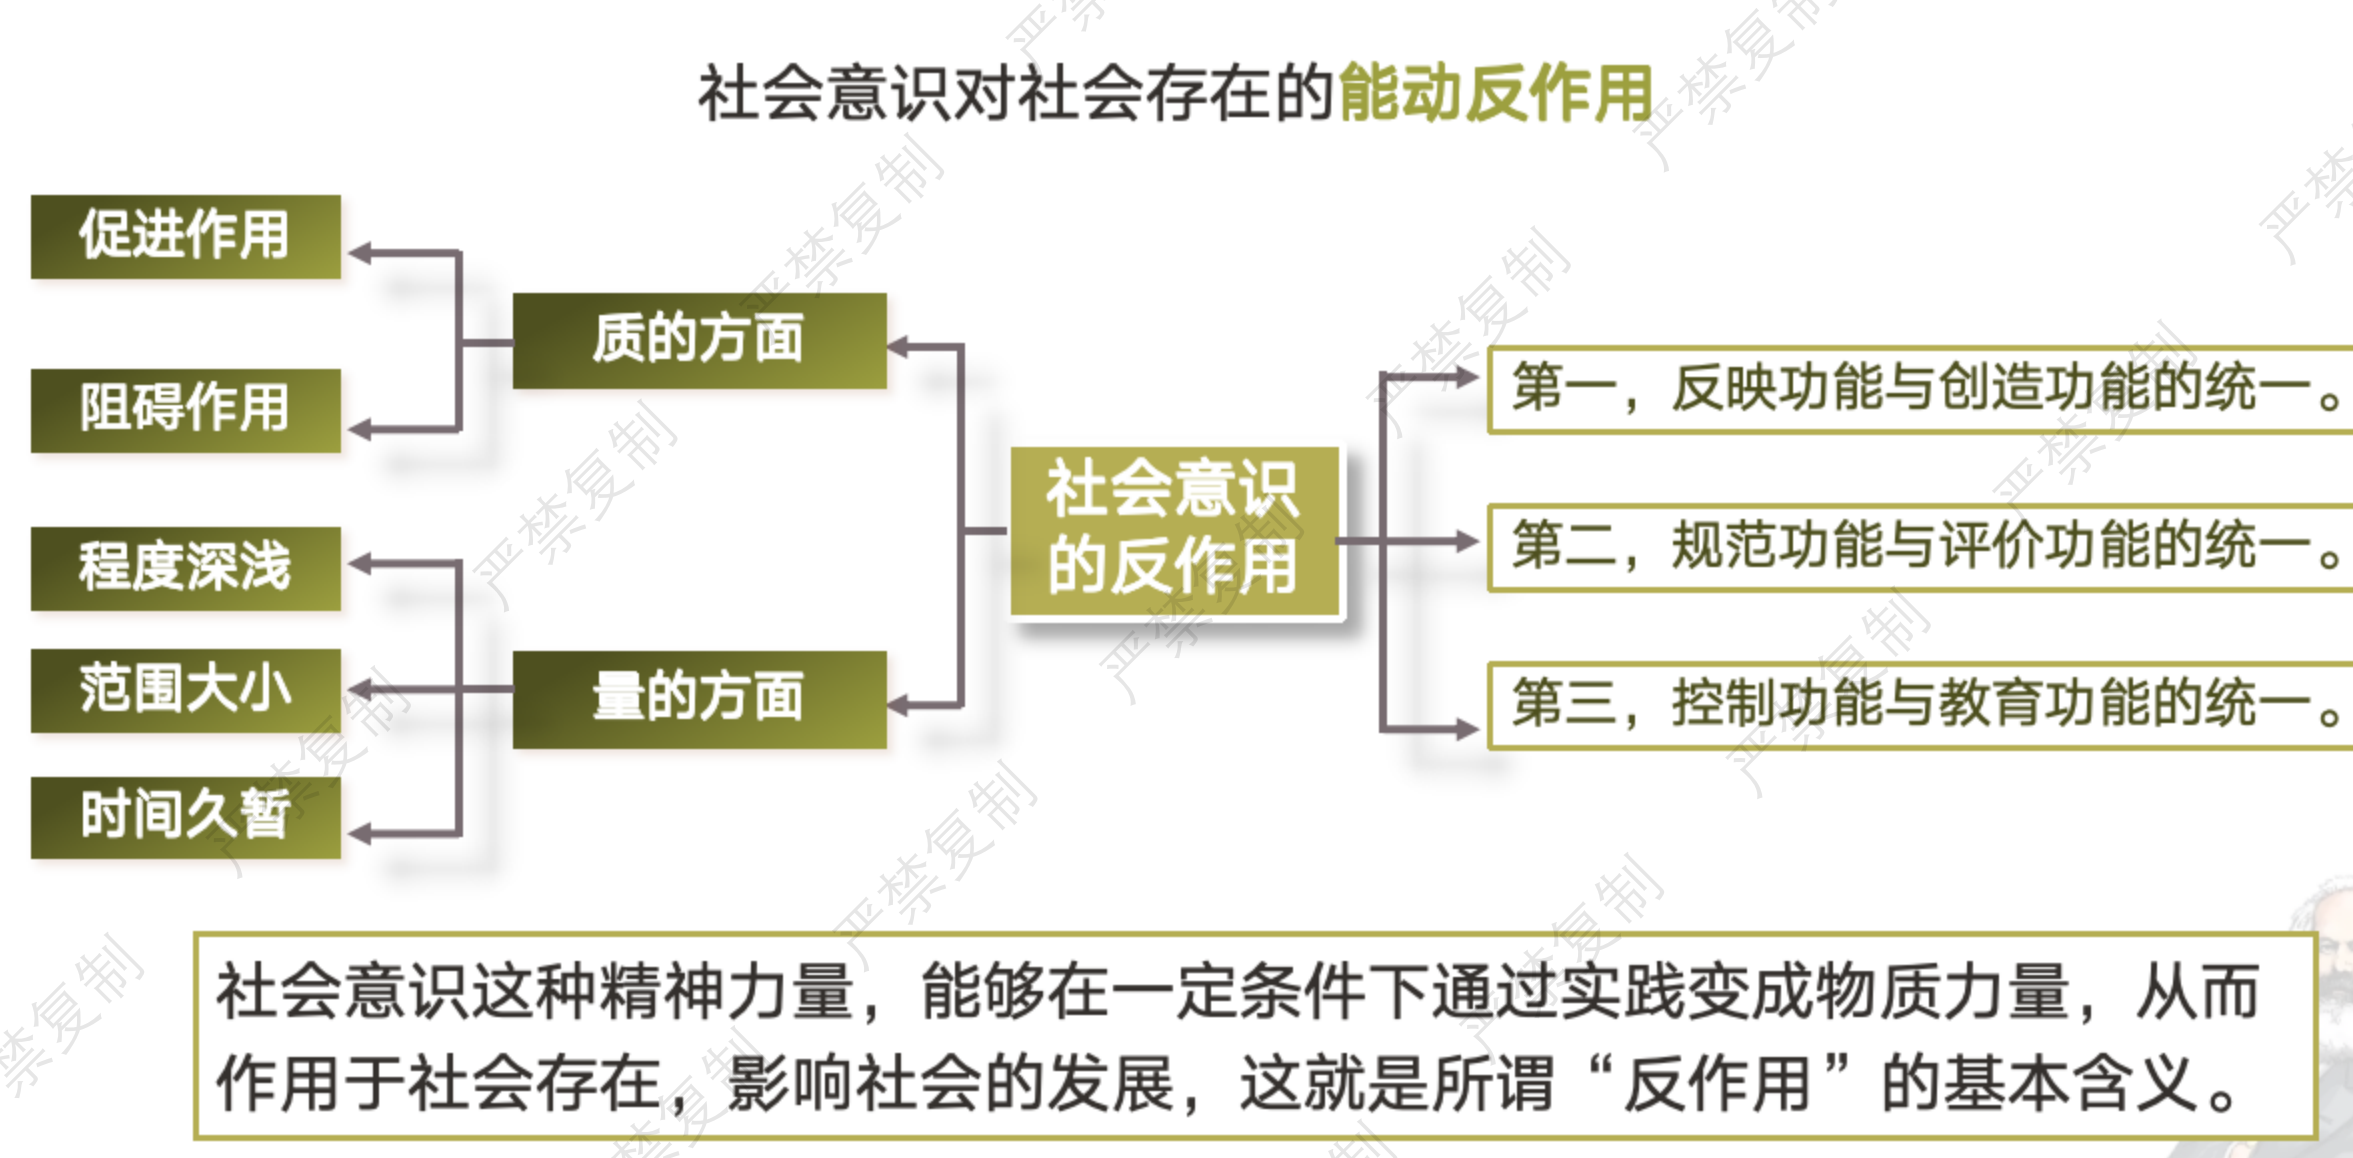 社会意识对社会存在的能动反作用
促进作用
阻碍作用
质的方面
程度深浅
范围大小
时间久暂
量的方面
社会意识
的反作用
第一，反映功能与创造功能的统一。
第二，规范功能与评价功能的统一。
第三，控制功能与教育功能的统一。
社会意识这种精神力量，能够在一定条件下通过实践变成物质力量，从而
作用于社会存在，影响社会的发展，这就是所谓“反作用”的基本含义。
严禁复制